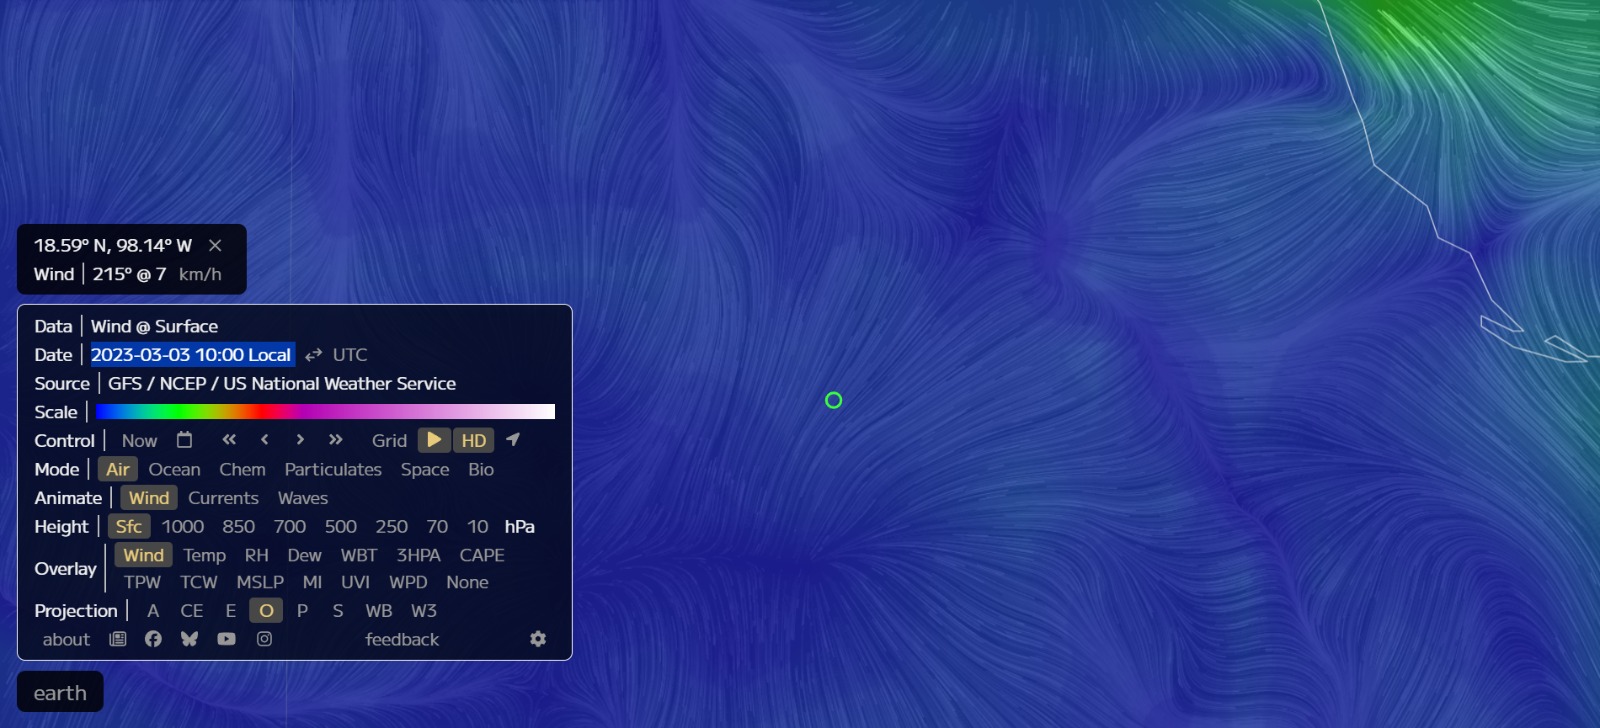 18.59° N, 98.14° W ×
Wind | 215° @ 7 km/h
Data | Wind @ Surface
Date | 2023-03-03 10:00 Local ⇄ UTC
Source | GFS / NCEP / US National Weather Service
Scale |
Control | Now « ‹ › » Grid HD
Mode | Air Ocean Chem Particulates Space Bio
Animate | Wind Currents Waves
Height | Sfc 1000 850 700 500 250 70 10 hPa
Overlay | Wind Temp RH Dew WBT 3HPA CAPE
TPW TCW MSLP MI UVI WPD None
Projection | A CE E O P S WB W3
about feedback
earth